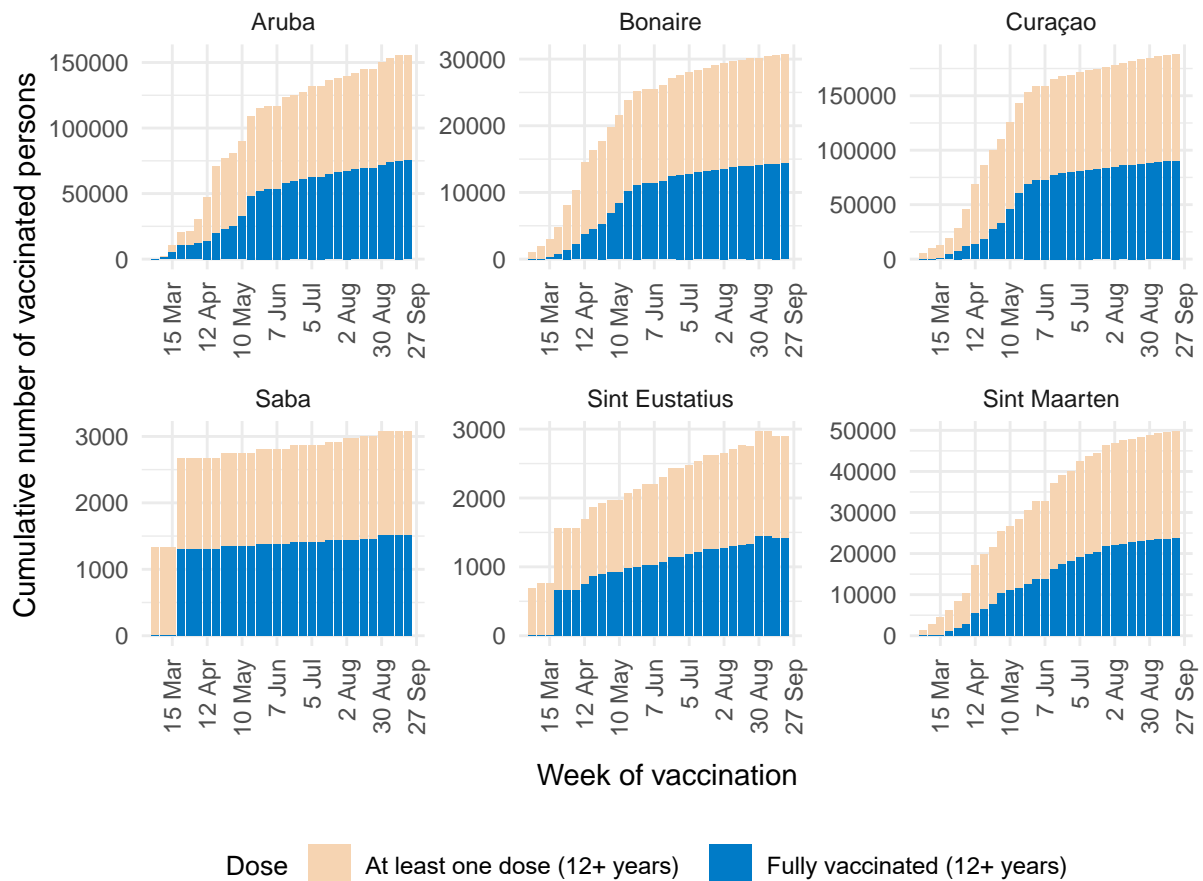 Cumulative number of vaccinated persons
Aruba
150000
100000
50000
0
15 Mar
12 Apr
10 May
7 Jun
5 Jul
2 Aug
30 Aug
27 Sep
Bonaire
30000
20000
10000
0
15 Mar
12 Apr
10 May
7 Jun
5 Jul
2 Aug
30 Aug
27 Sep
Curaçao
150000
100000
50000
0
15 Mar
12 Apr
10 May
7 Jun
5 Jul
2 Aug
30 Aug
27 Sep
Saba
3000
2000
1000
0
15 Mar
12 Apr
10 May
7 Jun
5 Jul
2 Aug
30 Aug
27 Sep
Sint Eustatius
3000
2000
1000
0
15 Mar
12 Apr
10 May
7 Jun
5 Jul
2 Aug
30 Aug
27 Sep
Sint Maarten
50000
40000
30000
20000
10000
0
15 Mar
12 Apr
10 May
7 Jun
5 Jul
2 Aug
30 Aug
27 Sep
Week of vaccination
Dose At least one dose (12+ years) Fully vaccinated (12+ years)